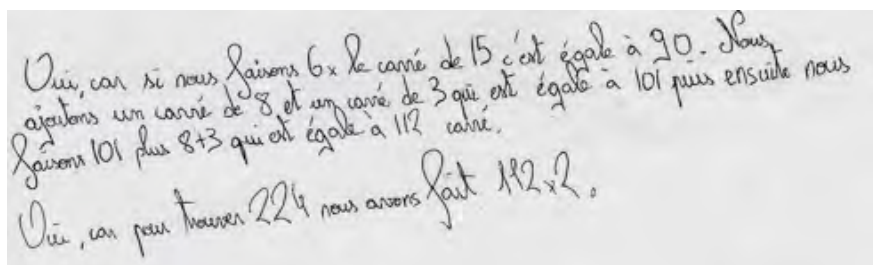 Oui, car si nous faisons 6x le carré de 15 c'est égale à 90. Nous
ajoutons un carré de 8 et un carré de 3 qui est égale à 101 puis ensuite nous
faisons 101 plus 8+3 qui est égale à 112 carré.
Oui, car pour trouver 224 nous avons fait 112x2.